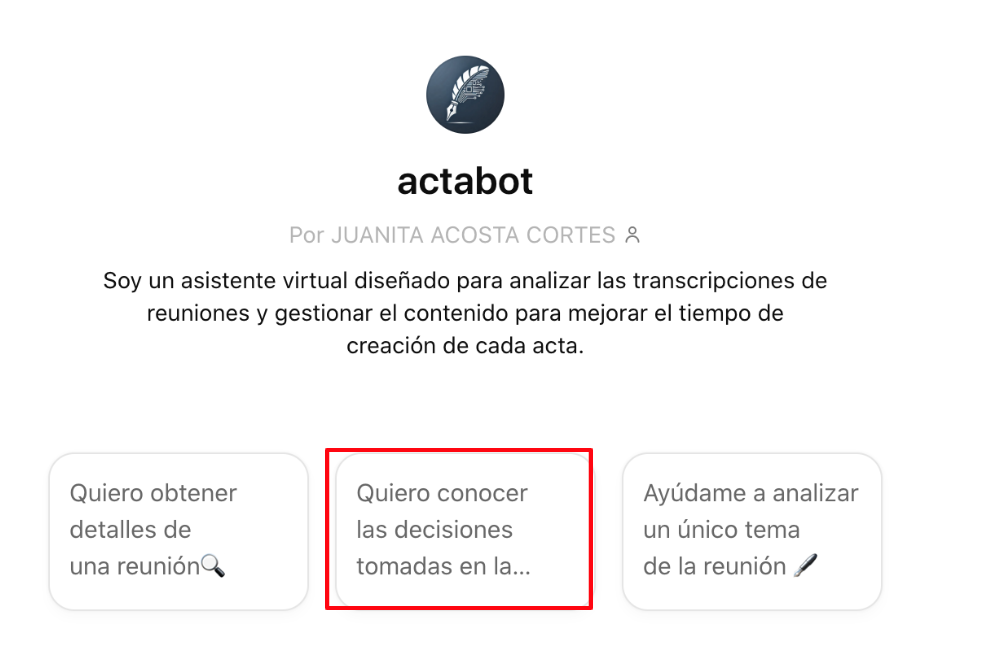 actabot
Por JUANITA ACOSTA CORTES
Soy un asistente virtual diseñado para analizar las transcripciones de
reuniones y gestionar el contenido para mejorar el tiempo de
creación de cada acta.
Quiero obtener
detalles de
una reunión🔍
Quiero conocer
las decisiones
tomadas en la...
Ayúdame a analizar
un único tema
de la reunión 🖋️